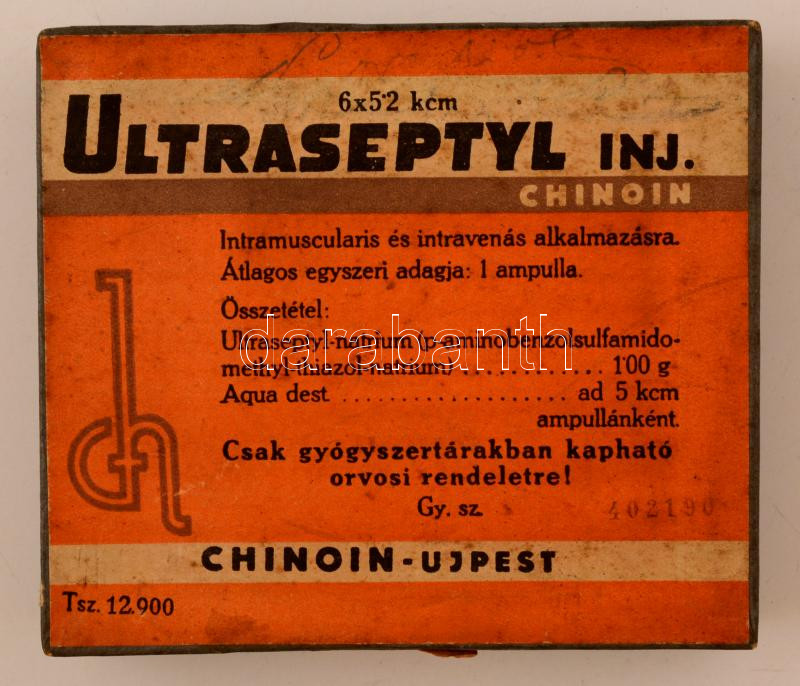 6x5·2 kcm
ULTRASEPTYL INJ.
CHINOIN
Intramuscularis és intravenás alkalmazásra.
Átlagos egyszeri adagja: 1 ampulla.
Összetétel:
Ultraseptyl-natrium (p-aminobenzolsulfamido-
methyl-thiazol-natrium) ............ 1·00 g
Aqua dest .................... ad 5 kcm
ampullánként.
Csak gyógyszertárakban kapható
orvosi rendeletre!
Gy. sz. 402190
CHINOIN-UJPEST
Tsz. 12.900
darabanth